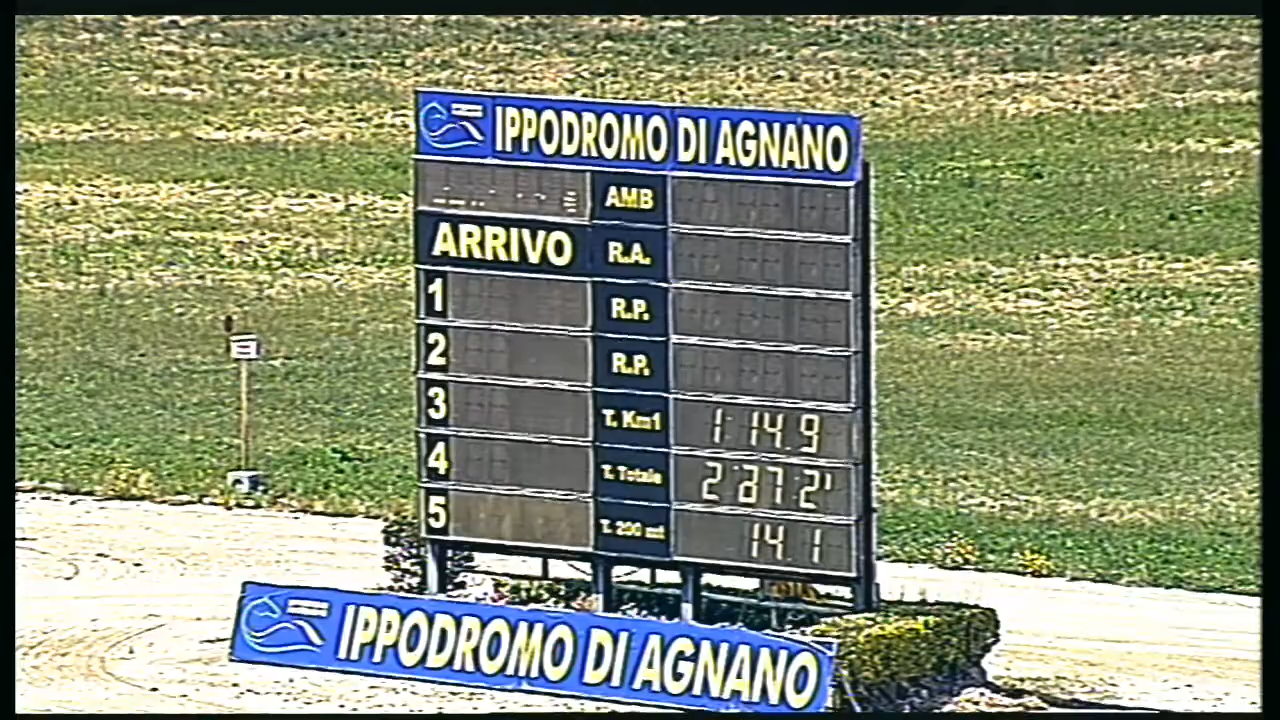 IPPODROMO DI AGNANO
AMB
ARRIVO R.A.
1 R.P.
2 R.P.
3 T. Km1 1:14.9
4 T. Totale 2'37.2'
5 T. 200 mt 14.1
IPPODROMO DI AGNANO